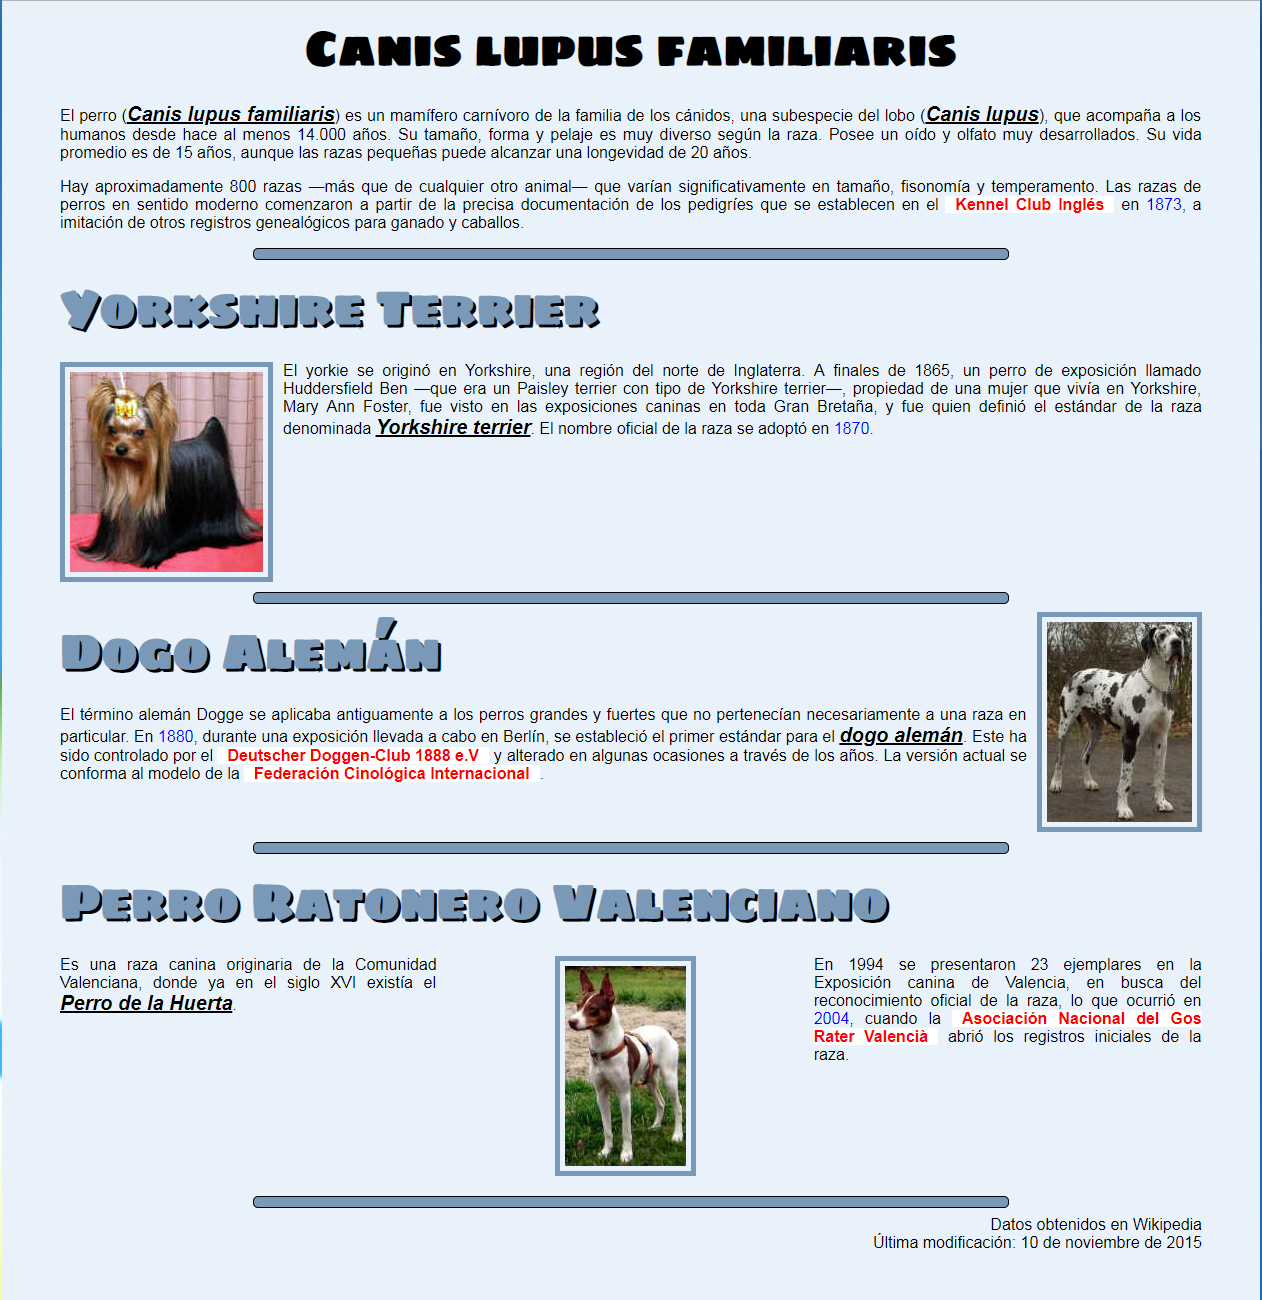 Canis lupus familiaris
El perro (Canis lupus familiaris) es un mamífero carnívoro de la familia de los cánidos, una subespecie del lobo (Canis lupus), que acompaña a los
humanos desde hace al menos 14.000 años. Su tamaño, forma y pelaje es muy diverso según la raza. Posee un oído y olfato muy desarrollados. Su vida
promedio es de 15 años, aunque las razas pequeñas puede alcanzar una longevidad de 20 años.
Hay aproximadamente 800 razas —más que de cualquier otro animal— que varían significativamente en tamaño, fisonomía y temperamento. Las razas de
perros en sentido moderno comenzaron a partir de la precisa documentación de los pedigríes que se establecen en el Kennel Club Inglés en 1873, a
imitación de otros registros genealógicos para ganado y caballos.
Yorkshire Terrier
El yorkie se originó en Yorkshire, una región del norte de Inglaterra. A finales de 1865, un perro de exposición llamado
Huddersfield Ben —que era un Paisley terrier con tipo de Yorkshire terrier—, propiedad de una mujer que vivía en Yorkshire,
Mary Ann Foster, fue visto en las exposiciones caninas en toda Gran Bretaña, y fue quien definió el estándar de la raza
denominada Yorkshire terrier. El nombre oficial de la raza se adoptó en 1870.
Dogo Alemán
El término alemán Dogge se aplicaba antiguamente a los perros grandes y fuertes que no pertenecían necesariamente a una raza en
particular. En 1880, durante una exposición llevada a cabo en Berlín, se estableció el primer estándar para el dogo alemán. Este ha
sido controlado por el Deutscher Doggen-Club 1888 e.V y alterado en algunas ocasiones a través de los años. La versión actual se
conforma al modelo de la Federación Cinológica Internacional .
Perro Ratonero Valenciano
Es una raza canina originaria de la Comunidad
Valenciana, donde ya en el siglo XVI existía el
Perro de la Huerta.
En 1994 se presentaron 23 ejemplares en la
Exposición canina de Valencia, en busca del
reconocimiento oficial de la raza, lo que ocurrió en
2004, cuando la Asociación Nacional del Gos
Rater Valencià abrió los registros iniciales de la
raza.
Datos obtenidos en Wikipedia
Última modificación: 10 de noviembre de 2015